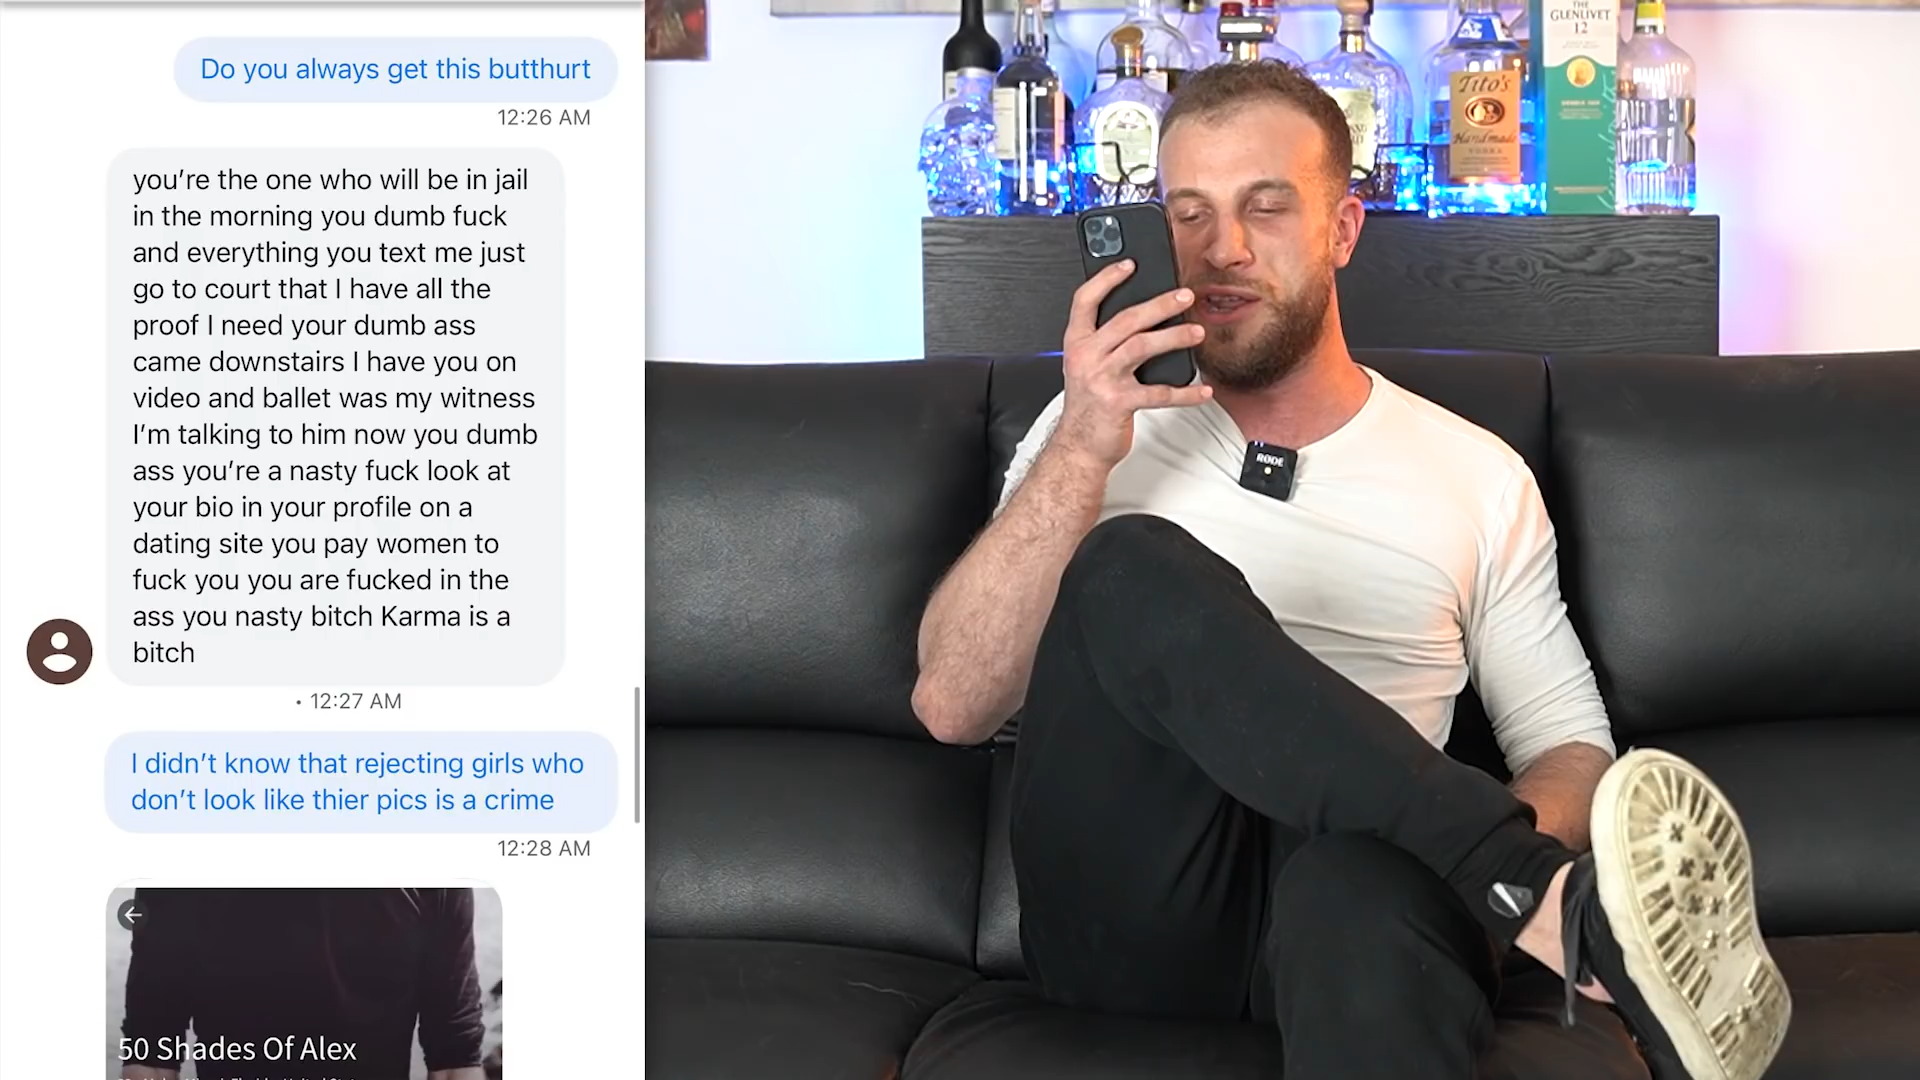 Do you always get this butthurt
12:26 AM
you're the one who will be in jail
in the morning you dumb fuck
and everything you text me just
go to court that I have all the
proof I need your dumb ass
came downstairs I have you on
video and ballet was my witness
I'm talking to him now you dumb
ass you're a nasty fuck look at
your bio in your profile on a
dating site you pay women to
fuck you you are fucked in the
ass you nasty bitch Karma is a
bitch
• 12:27 AM
I didn't know that rejecting girls who
don't look like thier pics is a crime
12:28 AM
50 Shades Of Alex
THE
GLENLIVET
12
Tito's
Handmade
VODKA
RODE